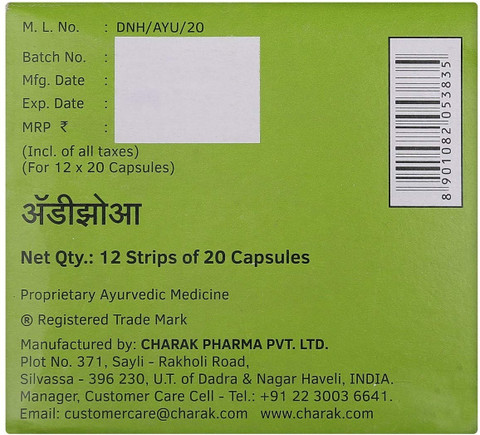 M. L. No. : DNH/AYU/20
Batch No. :
Mfg. Date :
Exp. Date :
MRP ₹ :
(Incl. of all taxes)
(For 12 x 20 Capsules)
8 901082 053835
ॲडीझोआ
Net Qty.: 12 Strips of 20 Capsules
Proprietary Ayurvedic Medicine
® Registered Trade Mark
Manufactured by: CHARAK PHARMA PVT. LTD.
Plot No. 371, Sayli - Rakholi Road,
Silvassa - 396 230, U.T. of Dadra & Nagar Haveli, INDIA.
Manager, Customer Care Cell - Tel.: +91 22 3003 6641.
Email: customercare@charak.com www.charak.com